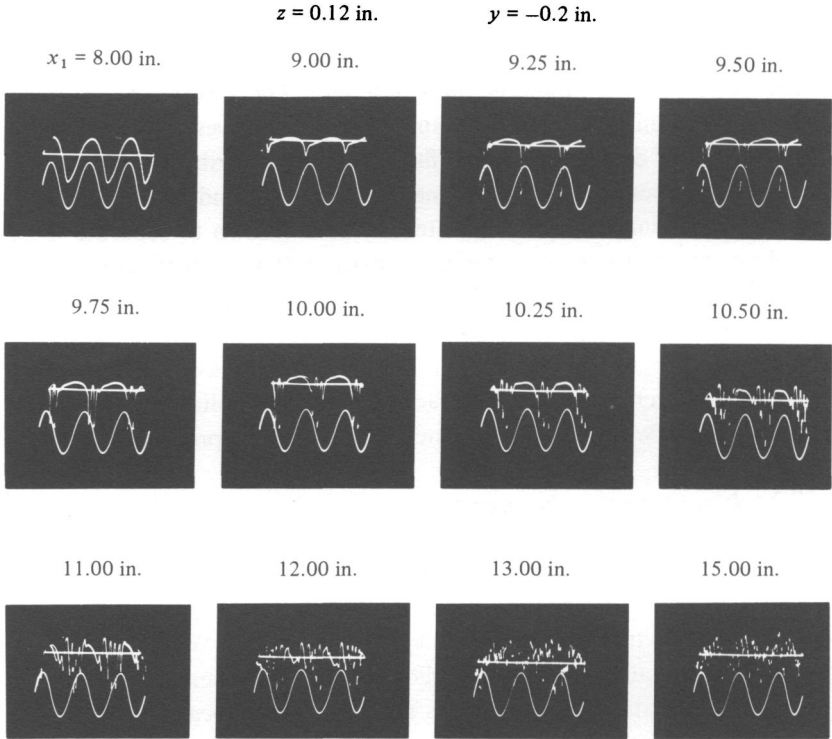 z = 0.12 in. y = −0.2 in.
x₁ = 8.00 in. 9.00 in. 9.25 in. 9.50 in.
9.75 in. 10.00 in. 10.25 in. 10.50 in.
11.00 in. 12.00 in. 13.00 in. 15.00 in.